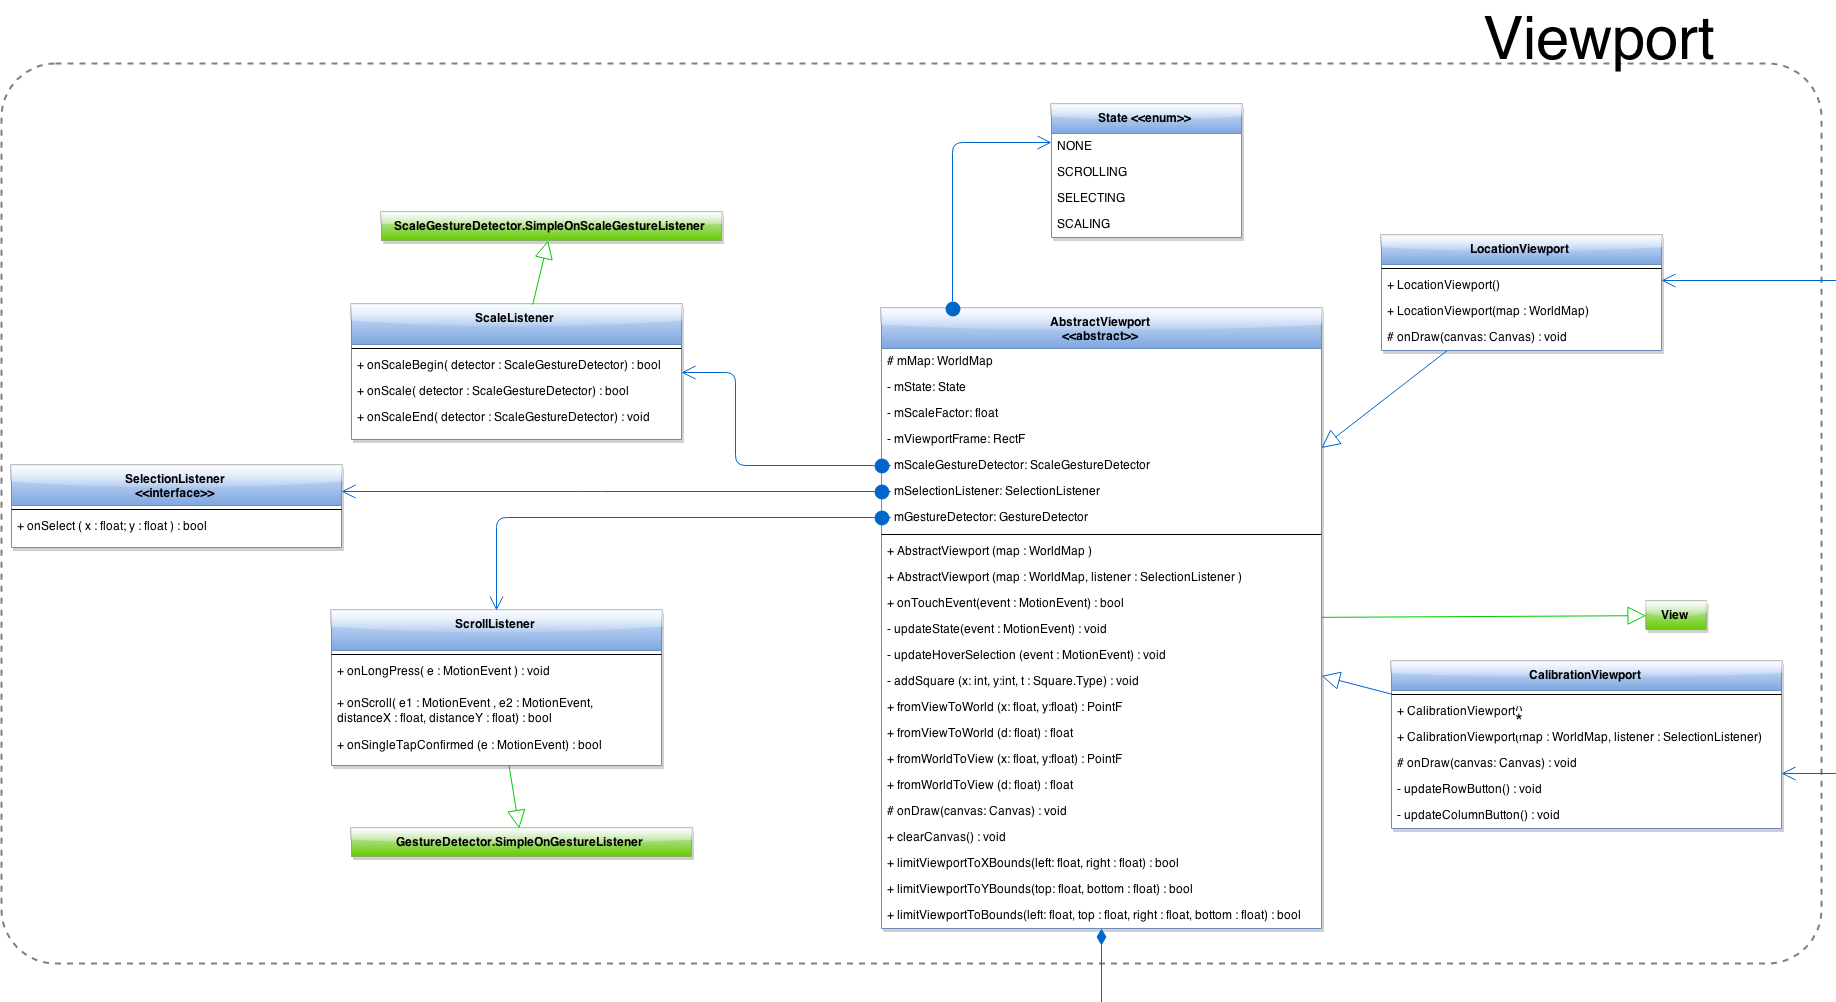 Viewport
State <<enum>>
NONE
SCROLLING
SELECTING
SCALING
ScaleGestureDetector.SimpleOnScaleGestureListener
ScaleListener
+ onScaleBegin( detector : ScaleGestureDetector) : bool
+ onScale( detector : ScaleGestureDetector) : bool
+ onScaleEnd( detector : ScaleGestureDetector) : void
SelectionListener
<<interface>>
+ onSelect ( x : float; y : float ) : bool
ScrollListener
+ onLongPress( e : MotionEvent ) : void
+ onScroll( e1 : MotionEvent , e2 : MotionEvent,
distanceX : float, distanceY : float) : bool
+ onSingleTapConfirmed (e : MotionEvent) : bool
GestureDetector.SimpleOnGestureListener
AbstractViewport
<<abstract>>
# mMap: WorldMap
- mState: State
- mScaleFactor: float
- mViewportFrame: RectF
- mScaleGestureDetector: ScaleGestureDetector
- mSelectionListener: SelectionListener
- mGestureDetector: GestureDetector
+ AbstractViewport (map : WorldMap )
+ AbstractViewport (map : WorldMap, listener : SelectionListener )
+ onTouchEvent(event : MotionEvent) : bool
- updateState(event : MotionEvent) : void
- updateHoverSelection (event : MotionEvent) : void
- addSquare (x: int, y:int, t : Square.Type) : void
+ fromViewToWorld (x: float, y:float) : PointF
+ fromViewToWorld (d: float) : float
+ fromWorldToView (x: float, y:float) : PointF
+ fromWorldToView (d: float) : float
# onDraw(canvas: Canvas) : void
+ clearCanvas() : void
+ limitViewportToXBounds(left: float, right : float) : bool
+ limitViewportToYBounds(top: float, bottom : float) : bool
+ limitViewportToBounds(left: float, top : float, right : float, bottom : float) : bool
LocationViewport
+ LocationViewport()
+ LocationViewport(map : WorldMap)
# onDraw(canvas: Canvas) : void
View
CalibrationViewport
+ CalibrationViewport()
*
+ CalibrationViewport(map : WorldMap, listener : SelectionListener)
# onDraw(canvas: Canvas) : void
- updateRowButton() : void
- updateColumnButton() : void